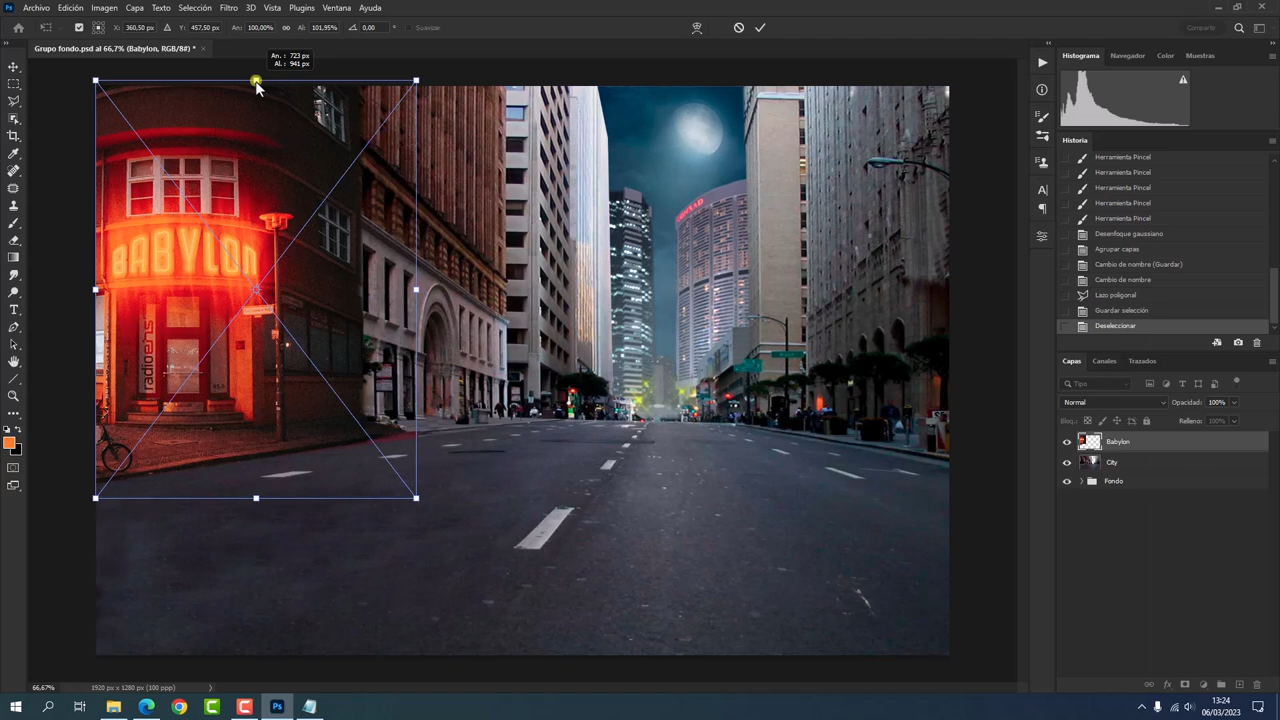 Archivo Edición Imagen Capa Texto Selección Filtro 3D Vista Plugins Ventana Ayuda
X: 360,50 px Y: 457,50 px An: 100,00% Al: 101,95% 0,00 ° Suavizar Compartir
Grupo fondo.psd al 66,7% (Babylon, RGB/8#) * ×
An. : 723 px
Al. : 941 px
BABYLON
radioeins
CONRAD
Histograma Navegador Color Muestras
Historia
Herramienta Pincel
Herramienta Pincel
Herramienta Pincel
Herramienta Pincel
Herramienta Pincel
Desenfoque gaussiano
Agrupar capas
Cambio de nombre (Guardar)
Cambio de nombre
Lazo poligonal
Guardar selección
Deseleccionar
Capas Canales Trazados
Tipo
Normal Opacidad: 100%
Bloq.: Relleno: 100%
Babylon
City
Fondo
66,67% 1920 px x 1280 px (100 ppp)
13:24
06/03/2023